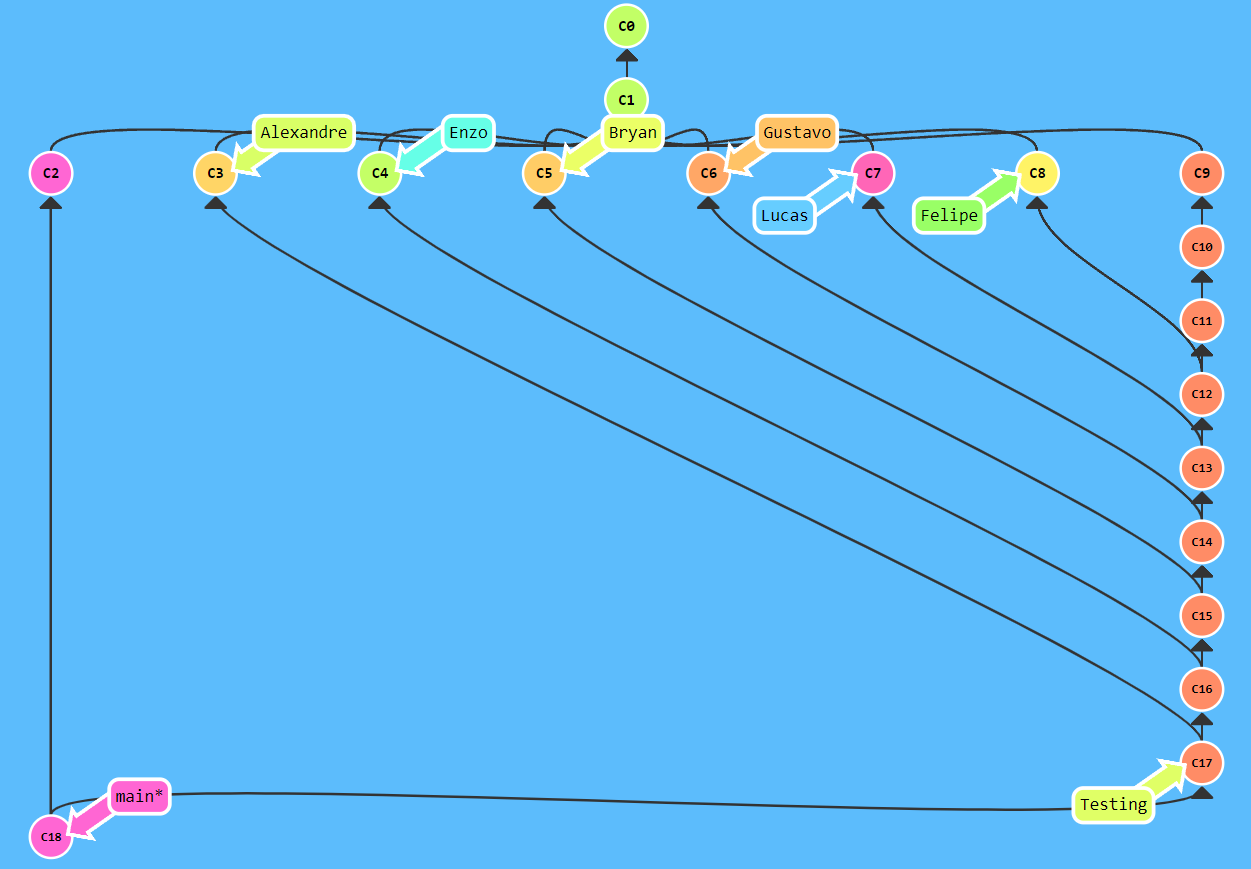 C0
C1
Alexandre
Enzo
Bryan
Gustavo
C2
C3
C4
C5
C6
C7
C8
C9
Lucas
Felipe
C10
C11
C12
C13
C14
C15
C16
C17
main*
Testing
C18